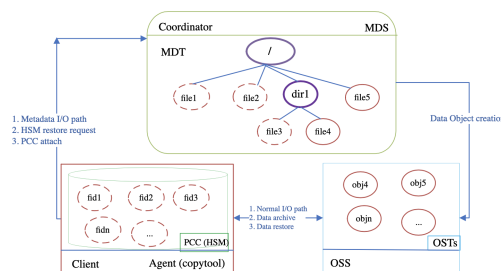 Coordinator
MDS
MDT
/
file1
file2
dir1
file5
file3
file4
1. Metadata I/O path
2. HSM restore request
3. PCC attach
Data Object creatio
fid1
fid2
fid3
fidn
...
PCC (HSM)
Client
Agent (copytool)
1. Normal I/O path
2. Data archive
3. Data restore
obj4
obj5
objn
...
OSTs
OSS